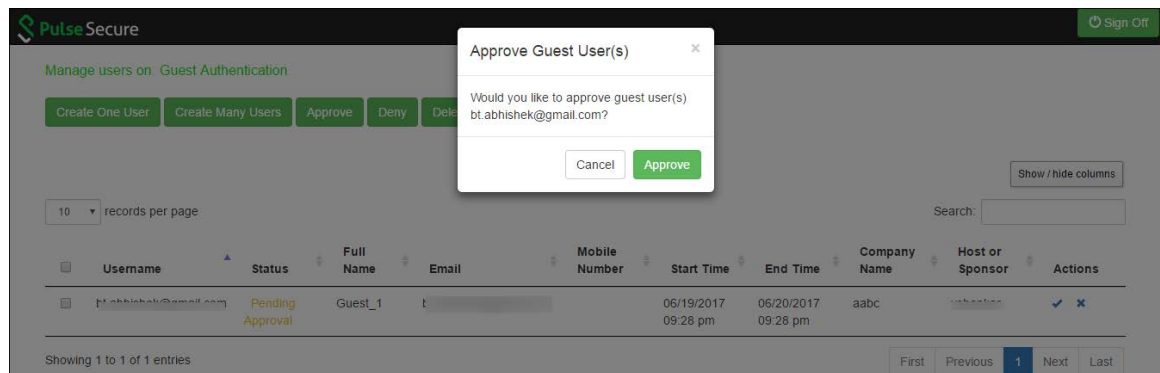 Pulse Secure
Sign Off
Approve Guest User(s)
×
Manage users on: Guest Authentication
Would you like to approve guest user(s)
bt.abhishek@gmail.com?
Create One User
Create Many Users
Approve
Deny
Cancel
Approve
Show / hide columns
10 records per page
Search:
Username
Status
Full
Name
Email
Mobile
Number
Start Time
End Time
Company
Name
Host or
Sponsor
Actions
Pending
Approval
Guest_1
06/19/2017
09:28 pm
06/20/2017
09:28 pm
aabc
Showing 1 to 1 of 1 entries
First
Previous
1
Next
Last